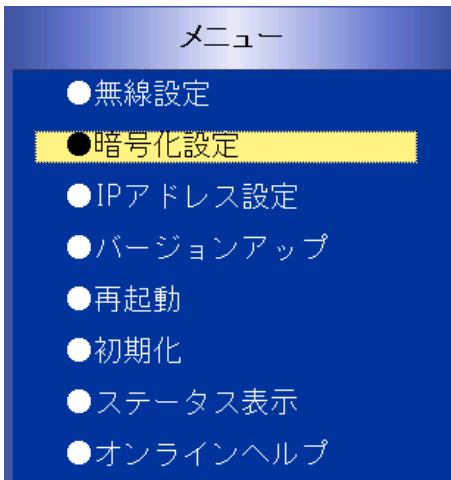 メニュー
●無線設定
●暗号化設定
●IPアドレス設定
●バージョンアップ
●再起動
●初期化
●ステータス表示
●オンラインヘルプ